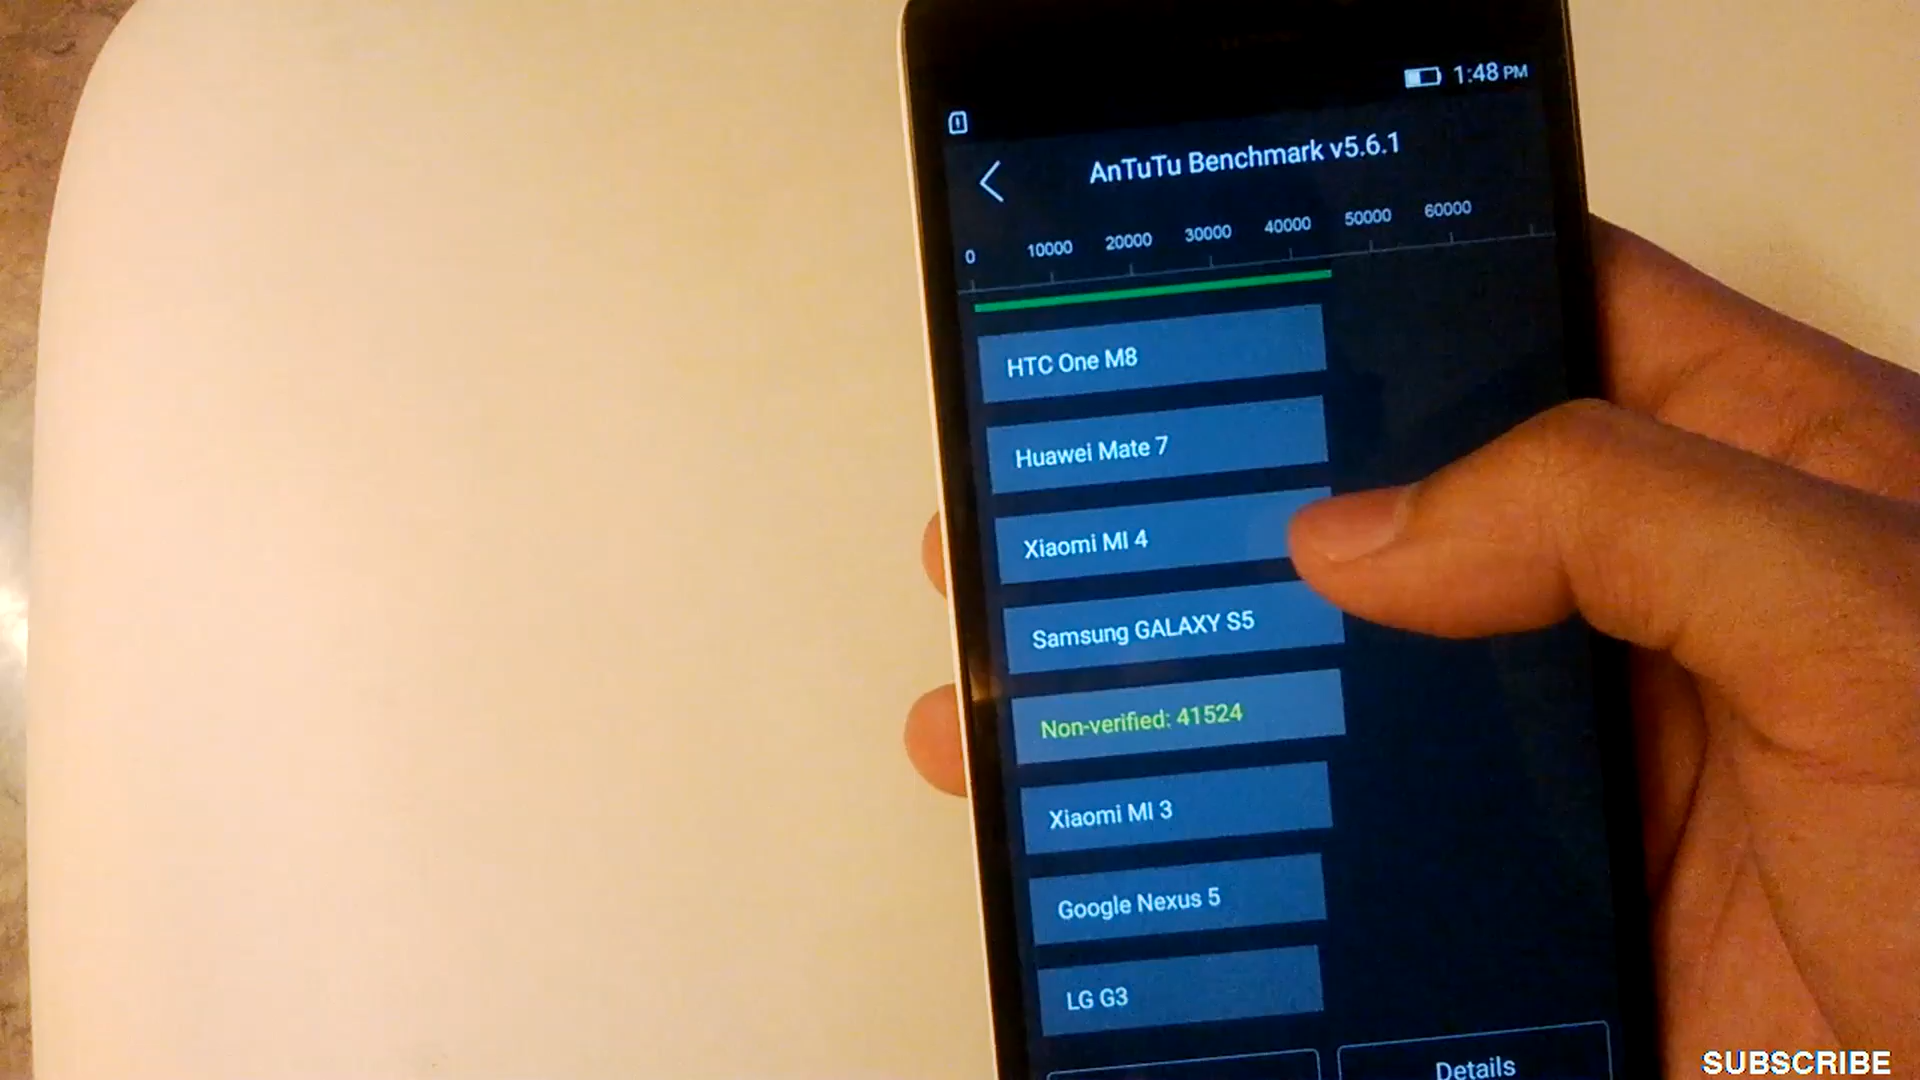 1:48 PM
AnTuTu Benchmark v5.6.1
0 10000 20000 30000 40000 50000 60000
HTC One M8
Huawei Mate 7
Xiaomi MI 4
Samsung GALAXY S5
Non-verified: 41524
Xiaomi MI 3
Google Nexus 5
LG G3
Details
SUBSCRIBE